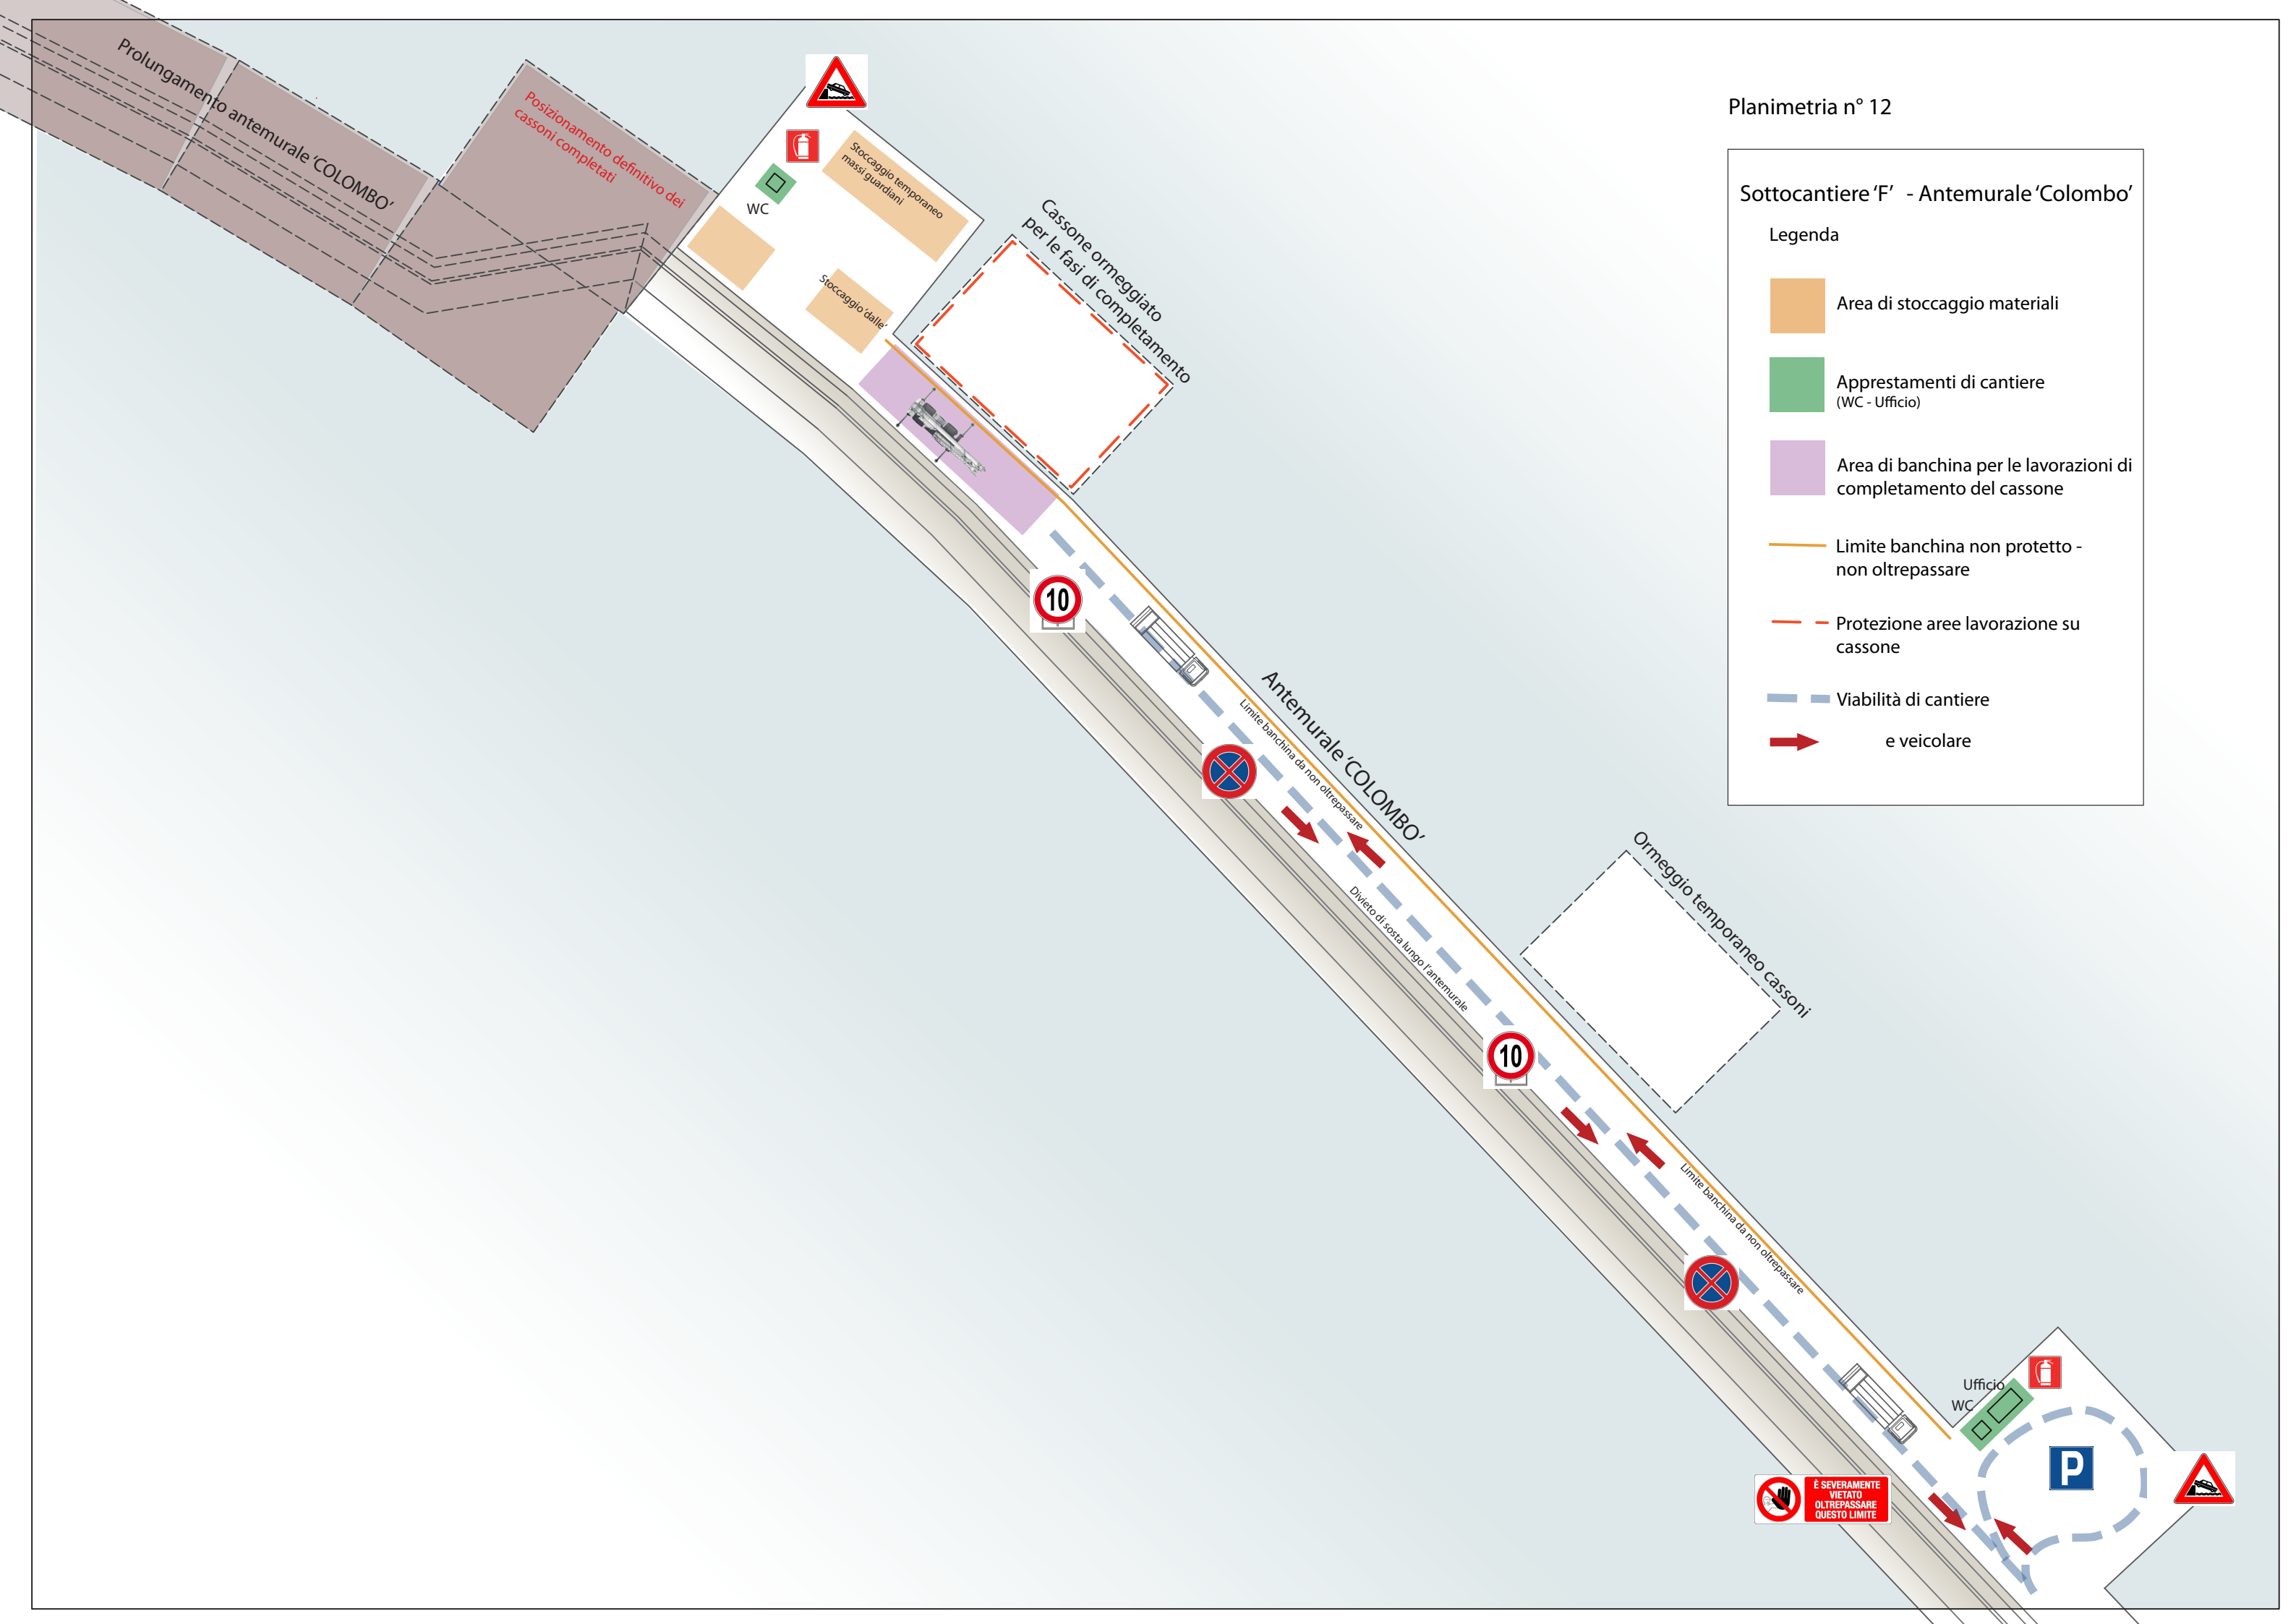 Planimetria n° 12
Sottocantiere ‘F’ - Antemurale ‘Colombo’
Legenda
Area di stoccaggio materiali
Apprestamenti di cantiere
(WC - Ufficio)
Area di banchina per le lavorazioni di
completamento del cassone
Limite banchina non protetto -
non oltrepassare
Protezione aree lavorazione su
cassone
Viabilità di cantiere
e veicolare
Prolungamento antemurale ‘COLOMBO’
Posizionamento definitivo dei
cassoni completati
WC
Stoccaggio temporaneo
massi guardiani
Stoccaggio ‘dalle’
Cassone ormeggiato
per le fasi di completamento
10
Antemurale ‘COLOMBO’
Limite banchina da non oltrepassare
Divieto di sosta lungo l'antemurale
Ormeggio temporaneo cassoni
10
Limite banchina da non oltrepassare
Ufficio
WC
P
È SEVERAMENTE
VIETATO
OLTREPASSARE
QUESTO LIMITE